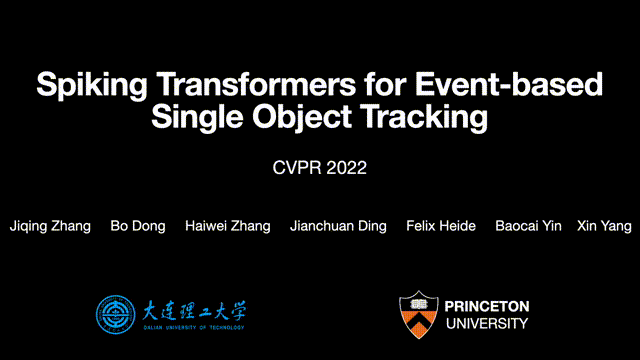 Spiking Transformers for Event-based
Single Object Tracking
CVPR 2022
Jiqing Zhang Bo Dong Haiwei Zhang Jianchuan Ding Felix Heide Baocai Yin Xin Yang
大连理工大学
DALIAN UNIVERSITY OF TECHNOLOGY
PRINCETON
UNIVERSITY